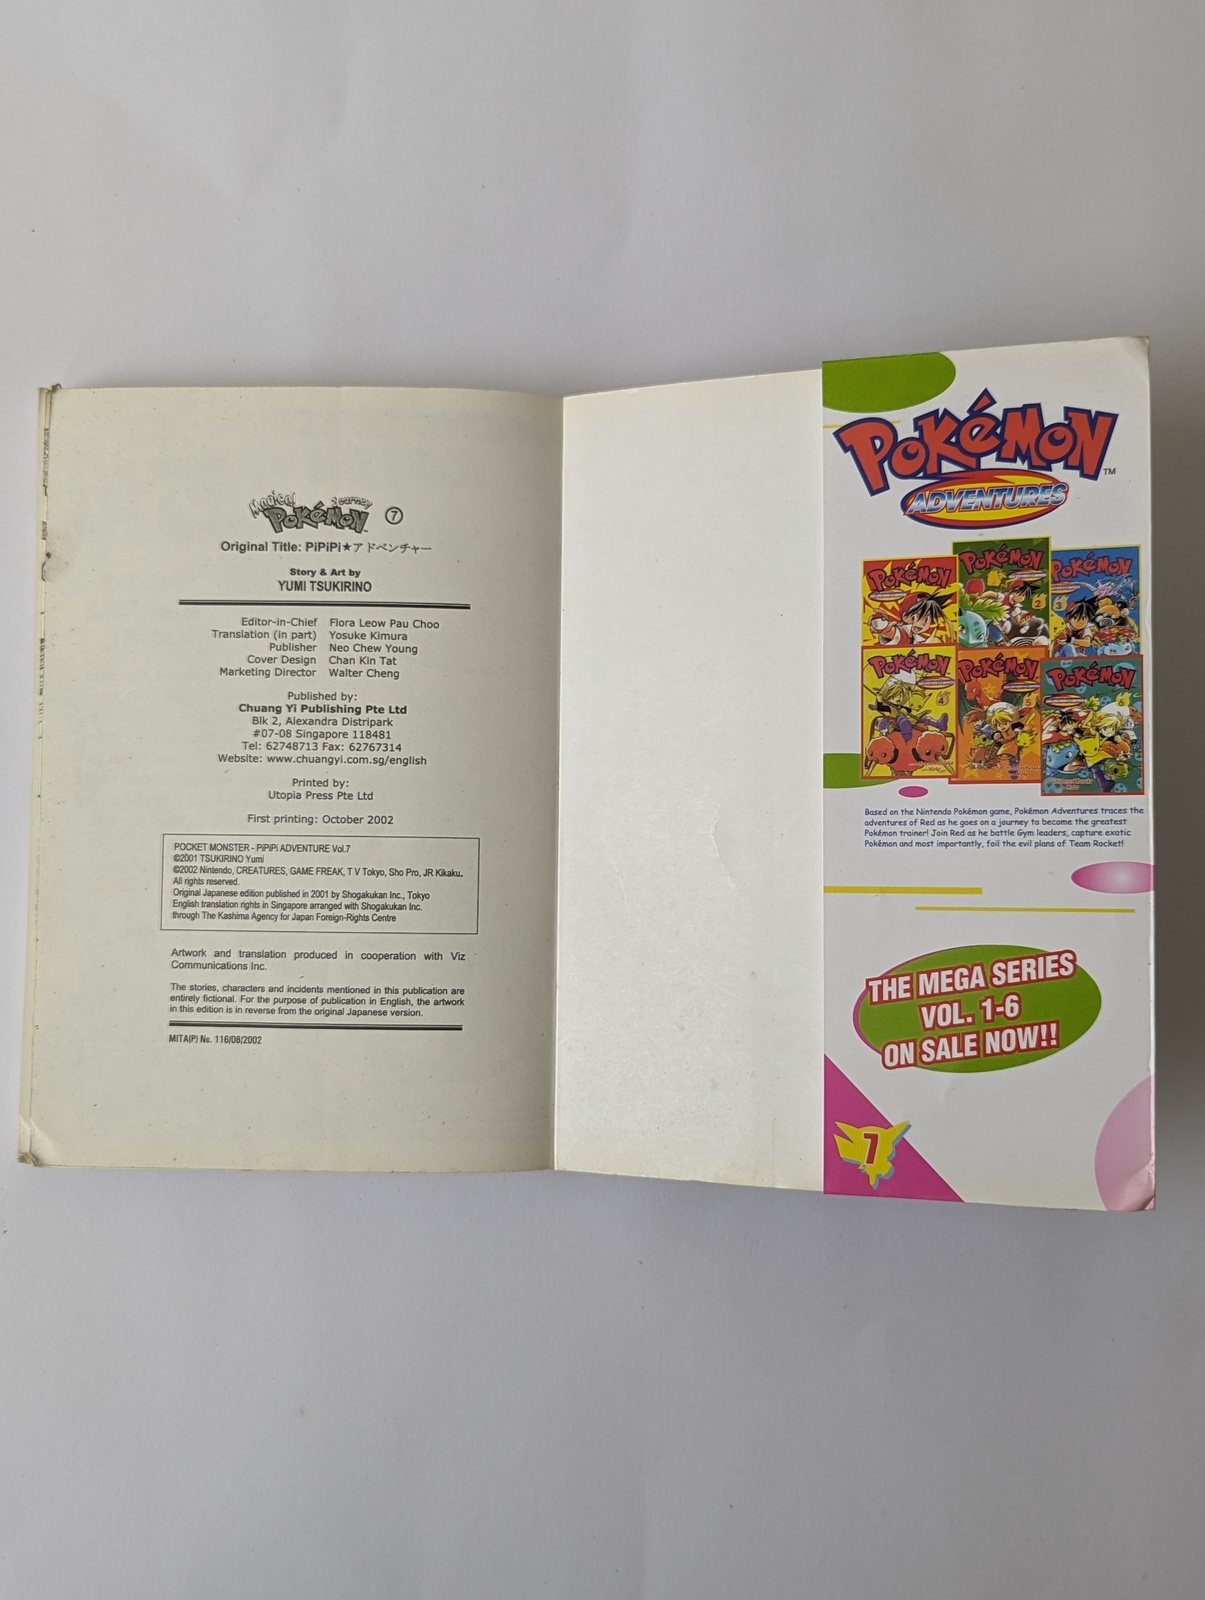 Magical Journey
Pokémon 7
Original Title: PiPiPi★アドベンチャー
Story & Art by
YUMI TSUKIRINO
Editor-in-Chief Flora Leow Pau Choo
Translation (in part) Yosuke Kimura
Publisher Neo Chew Young
Cover Design Chan Kin Tat
Marketing Director Walter Cheng
Published by:
Chuang Yi Publishing Pte Ltd
Blk 2, Alexandra Distripark
#07-08 Singapore 118481
Tel: 62748713 Fax: 62767314
Website: www.chuangyi.com.sg/english
Printed by:
Utopia Press Pte Ltd
First printing: October 2002
POCKET MONSTER - PiPiPi ADVENTURE Vol.7
©2001 TSUKIRINO Yumi
©2002 Nintendo, CREATURES, GAME FREAK, T V Tokyo, Sho Pro, JR Kikaku.
All rights reserved.
Original Japanese edition published in 2001 by Shogakukan Inc., Tokyo
English translation rights in Singapore arranged with Shogakukan Inc.
through The Kashima Agency for Japan Foreign-Rights Centre
Artwork and translation produced in cooperation with Viz
Communications Inc.
The stories, characters and incidents mentioned in this publication are
entirely fictional. For the purpose of publication in English, the artwork
in this edition is in reverse from the original Japanese version.
MITA(P) No. 116/08/2002
POKéMON™
ADVENTURES
POKéMON
POKéMON
2
POKéMON
3
POKéMON
4
POKéMON
5
POKéMON
6
Based on the Nintendo Pokémon game, Pokémon Adventures traces the
adventures of Red as he goes on a journey to become the greatest
Pokémon trainer! Join Red as he battle Gym leaders, capture exotic
Pokémon and most importantly, foil the evil plans of Team Rocket!
THE MEGA SERIES
VOL. 1-6
ON SALE NOW!!
7